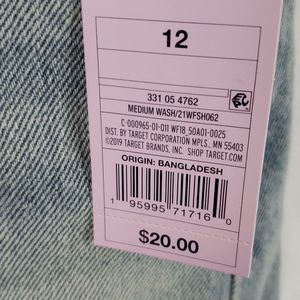 12
331 05 4762
MEDIUM WASH/21WFSH062
C-000965-01-011 WF18_50A01-0025
DIST. BY TARGET CORPORATION MPLS., MN 55403
©2019 TARGET BRANDS, INC. SHOP TARGET.COM
ORIGIN: BANGLADESH
1 95995 71716 0
$20.00